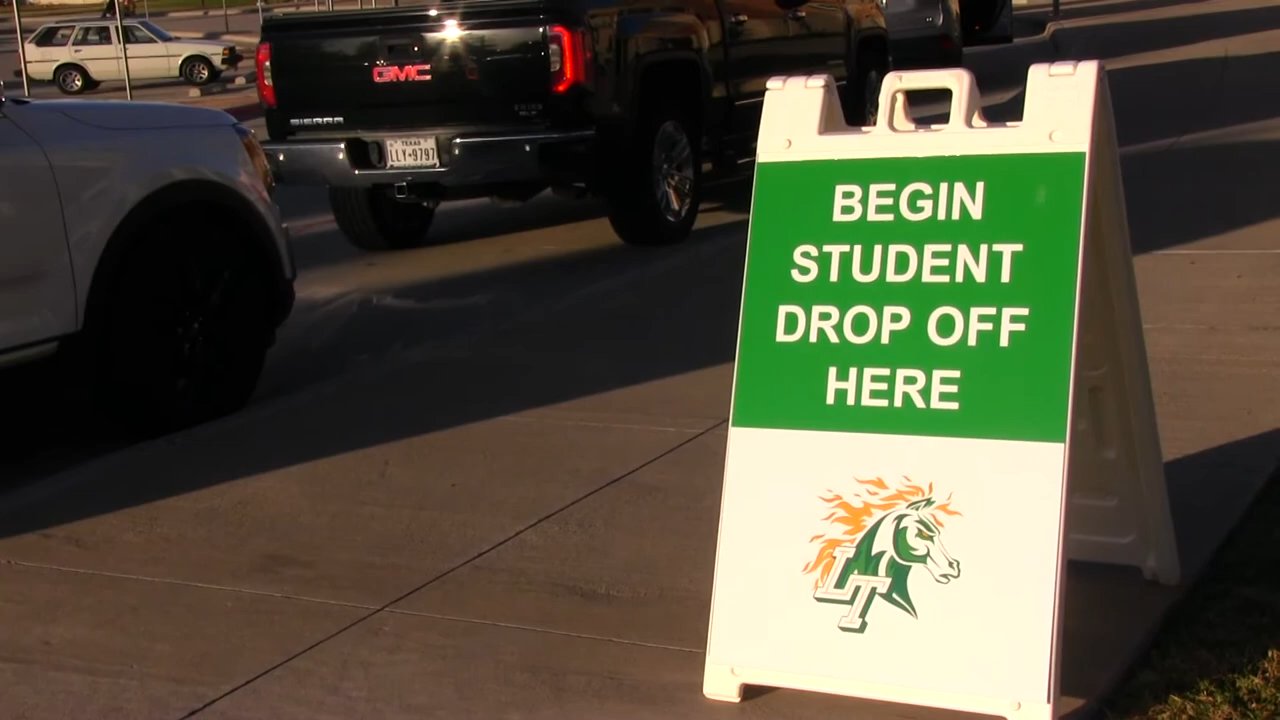 GMC
SIERRA
TEXAS
LLY★9797
BEGIN
STUDENT
DROP OFF
HERE
LT